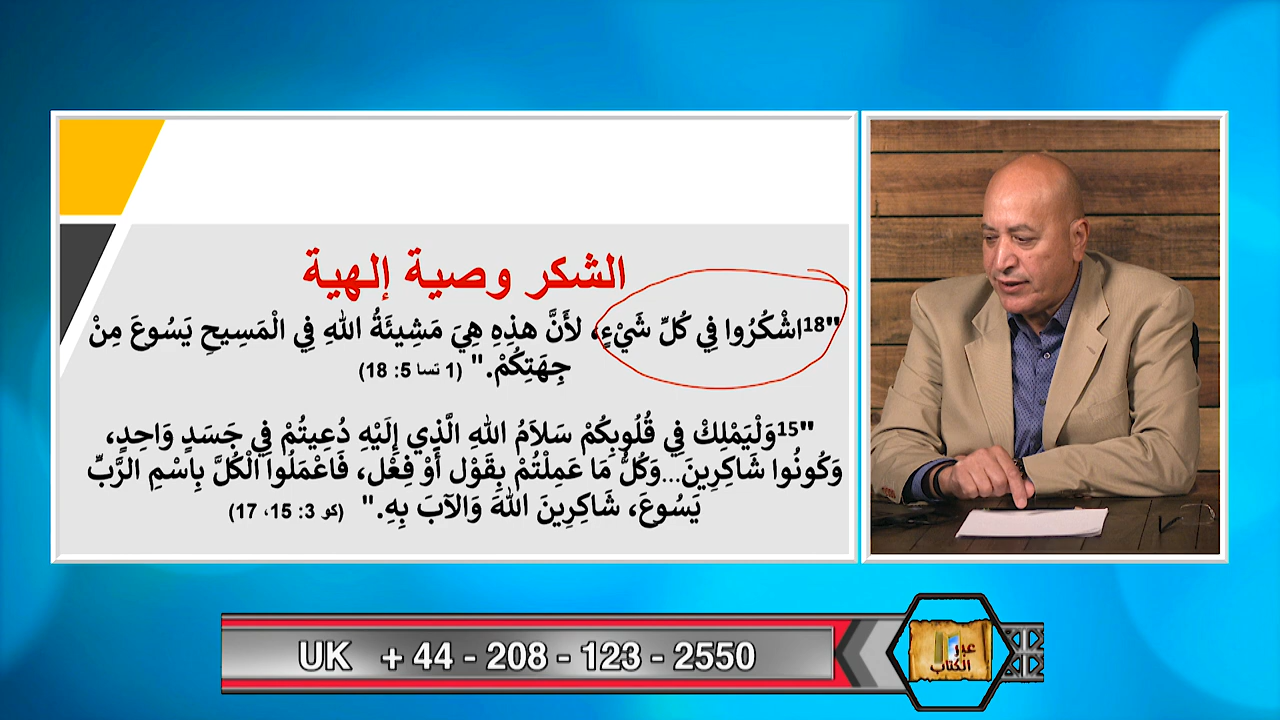 الشكر وصية إلهية
"18اشْكُرُوا فِي كُلِّ شَيْءٍ، لأَنَّ هذِهِ هِيَ مَشِيئَةُ اللهِ فِي الْمَسِيحِ يَسُوعَ مِنْ
جِهَتِكُمْ." (1 تسا 5: 18)
"15وَلْيَمْلِكْ فِي قُلُوبِكُمْ سَلاَمُ اللهِ الَّذِي إِلَيْهِ دُعِيتُمْ فِي جَسَدٍ وَاحِدٍ،
وَكُونُوا شَاكِرِينَ...وَكُلُّ مَا عَمِلْتُمْ بِقَوْل أَوْ فِعْل، فَاعْمَلُوا الْكُلَّ بِاسْمِ الرَّبِّ
يَسُوعَ، شَاكِرِينَ اللهَ وَالآبَ بِهِ." (كو 3: 15، 17)
UK + 44 - 208 - 123 - 2550
عبر
الكتاب